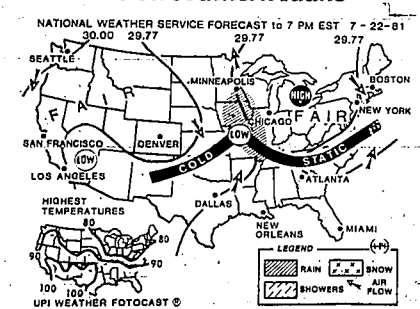 NATIONAL WEATHER SERVICE FORECAST to 7 PM EST 7-22-81
30.00 29.77 29.77 29.77
SEATTLE
MINNEAPOLIS
BOSTON
HIGH
NEW YORK
FAIR
CHICAGO
FAIR
SAN FRANCISCO
DENVER
LOW
LOW
COLD
STATIC
LOS ANGELES
ATLANTA
DALLAS
HIGHEST
TEMPERATURES
80
80
90
90
100 100
NEW
ORLEANS
MIAMI
LEGEND
RAIN
SNOW
SHOWERS
AIR
FLOW
UPI WEATHER FOTOCAST ®